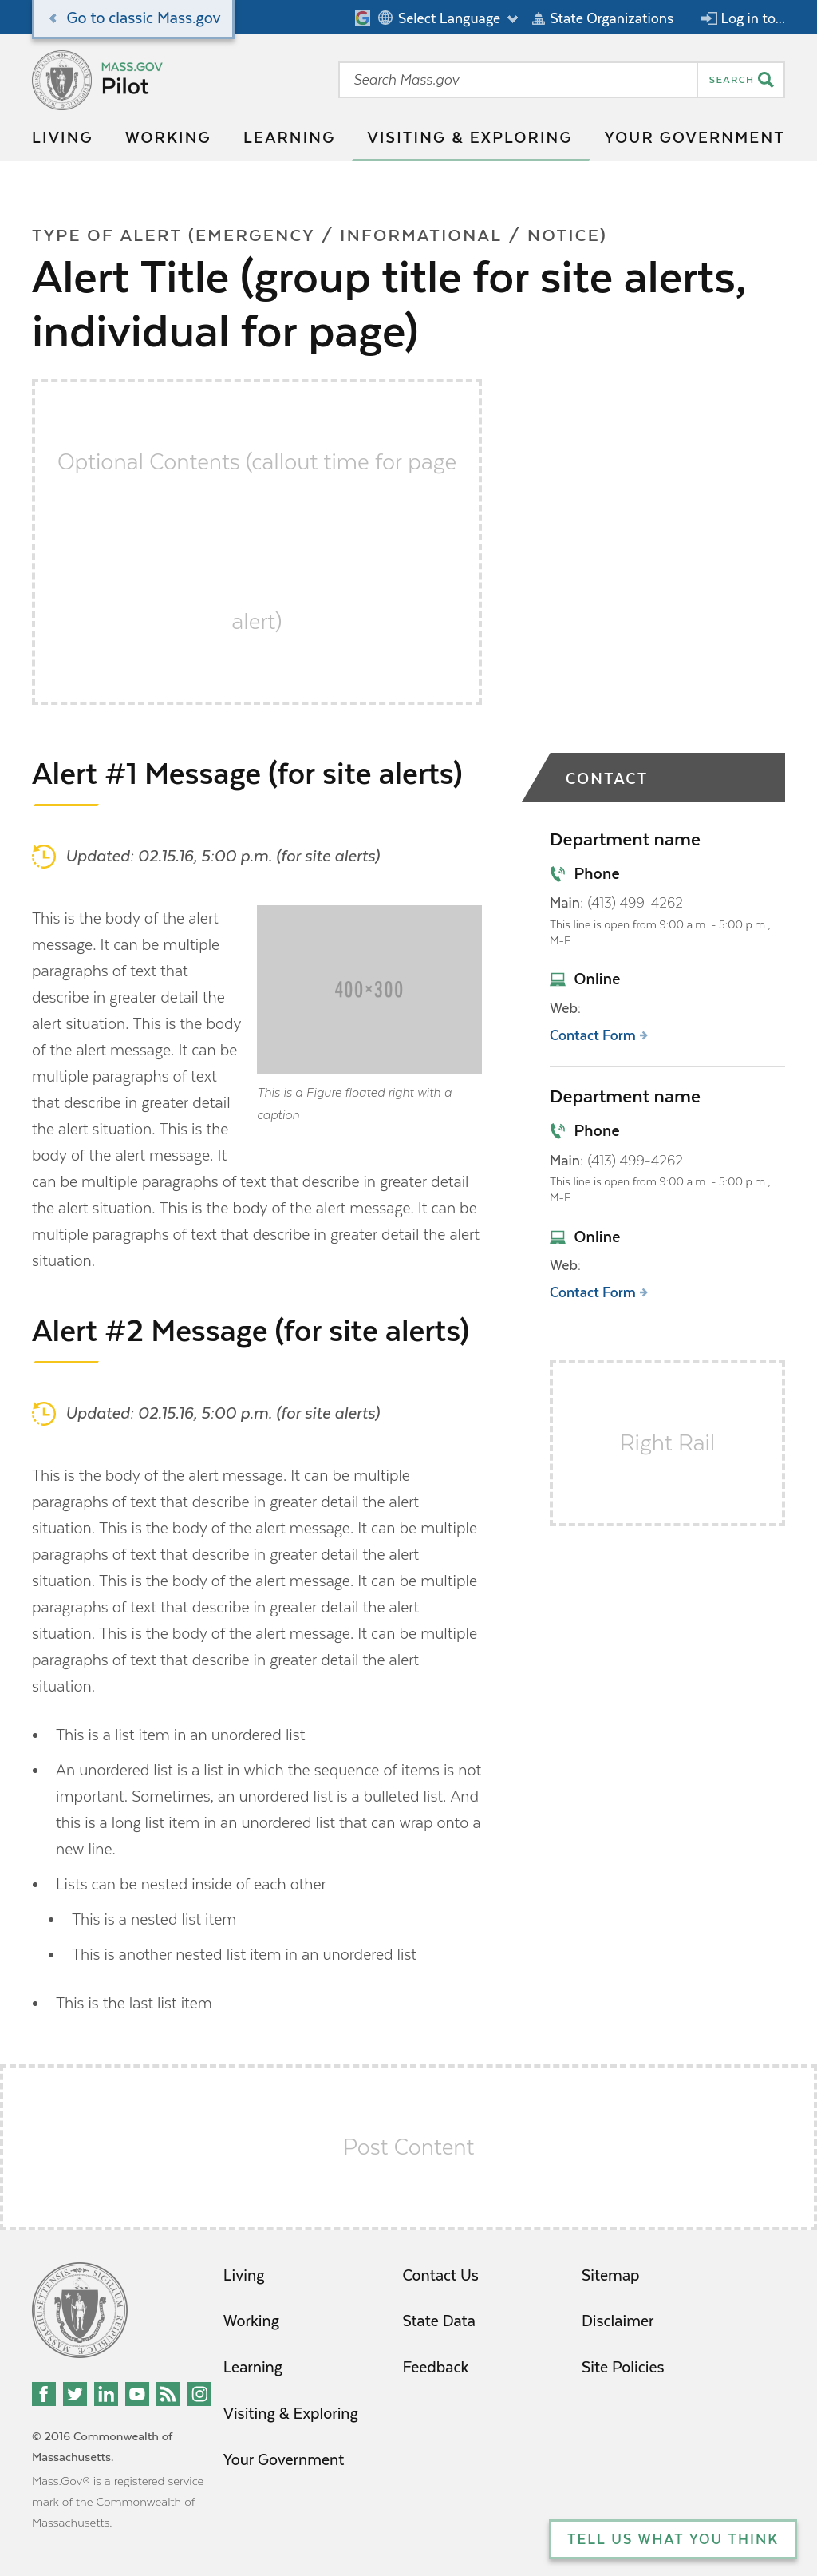 Go to classic Mass.gov
Select Language
State Organizations
Log in to...
MASS.GOV
Pilot
Search Mass.gov
SEARCH
LIVING
WORKING
LEARNING
VISITING & EXPLORING
YOUR GOVERNMENT
TYPE OF ALERT (EMERGENCY / INFORMATIONAL / NOTICE)
Alert Title (group title for site alerts,
individual for page)
Optional Contents (callout time for page
alert)
Alert #1 Message (for site alerts)
Updated: 02.15.16, 5:00 p.m. (for site alerts)
This is the body of the alert
message. It can be multiple
paragraphs of text that
describe in greater detail the
alert situation. This is the body
of the alert message. It can be
multiple paragraphs of text
that describe in greater detail
the alert situation. This is the
body of the alert message. It
can be multiple paragraphs of text that describe in greater detail
the alert situation. This is the body of the alert message. It can be
multiple paragraphs of text that describe in greater detail the alert
situation.
400×300
This is a Figure floated right with a
caption
Alert #2 Message (for site alerts)
Updated: 02.15.16, 5:00 p.m. (for site alerts)
This is the body of the alert message. It can be multiple
paragraphs of text that describe in greater detail the alert
situation. This is the body of the alert message. It can be multiple
paragraphs of text that describe in greater detail the alert
situation. This is the body of the alert message. It can be multiple
paragraphs of text that describe in greater detail the alert
situation. This is the body of the alert message. It can be multiple
paragraphs of text that describe in greater detail the alert
situation.
This is a list item in an unordered list
An unordered list is a list in which the sequence of items is not
important. Sometimes, an unordered list is a bulleted list. And
this is a long list item in an unordered list that can wrap onto a
new line.
Lists can be nested inside of each other
This is a nested list item
This is another nested list item in an unordered list
This is the last list item
CONTACT
Department name
Phone
Main: (413) 499-4262
This line is open from 9:00 a.m. - 5:00 p.m.,
M-F
Online
Web:
Contact Form
Department name
Phone
Main: (413) 499-4262
This line is open from 9:00 a.m. - 5:00 p.m.,
M-F
Online
Web:
Contact Form
Right Rail
Post Content
Living
Working
Learning
Visiting & Exploring
Your Government
Contact Us
State Data
Feedback
Sitemap
Disclaimer
Site Policies
© 2016 Commonwealth of
Massachusetts.
Mass.Gov® is a registered service
mark of the Commonwealth of
Massachusetts.
TELL US WHAT YOU THINK